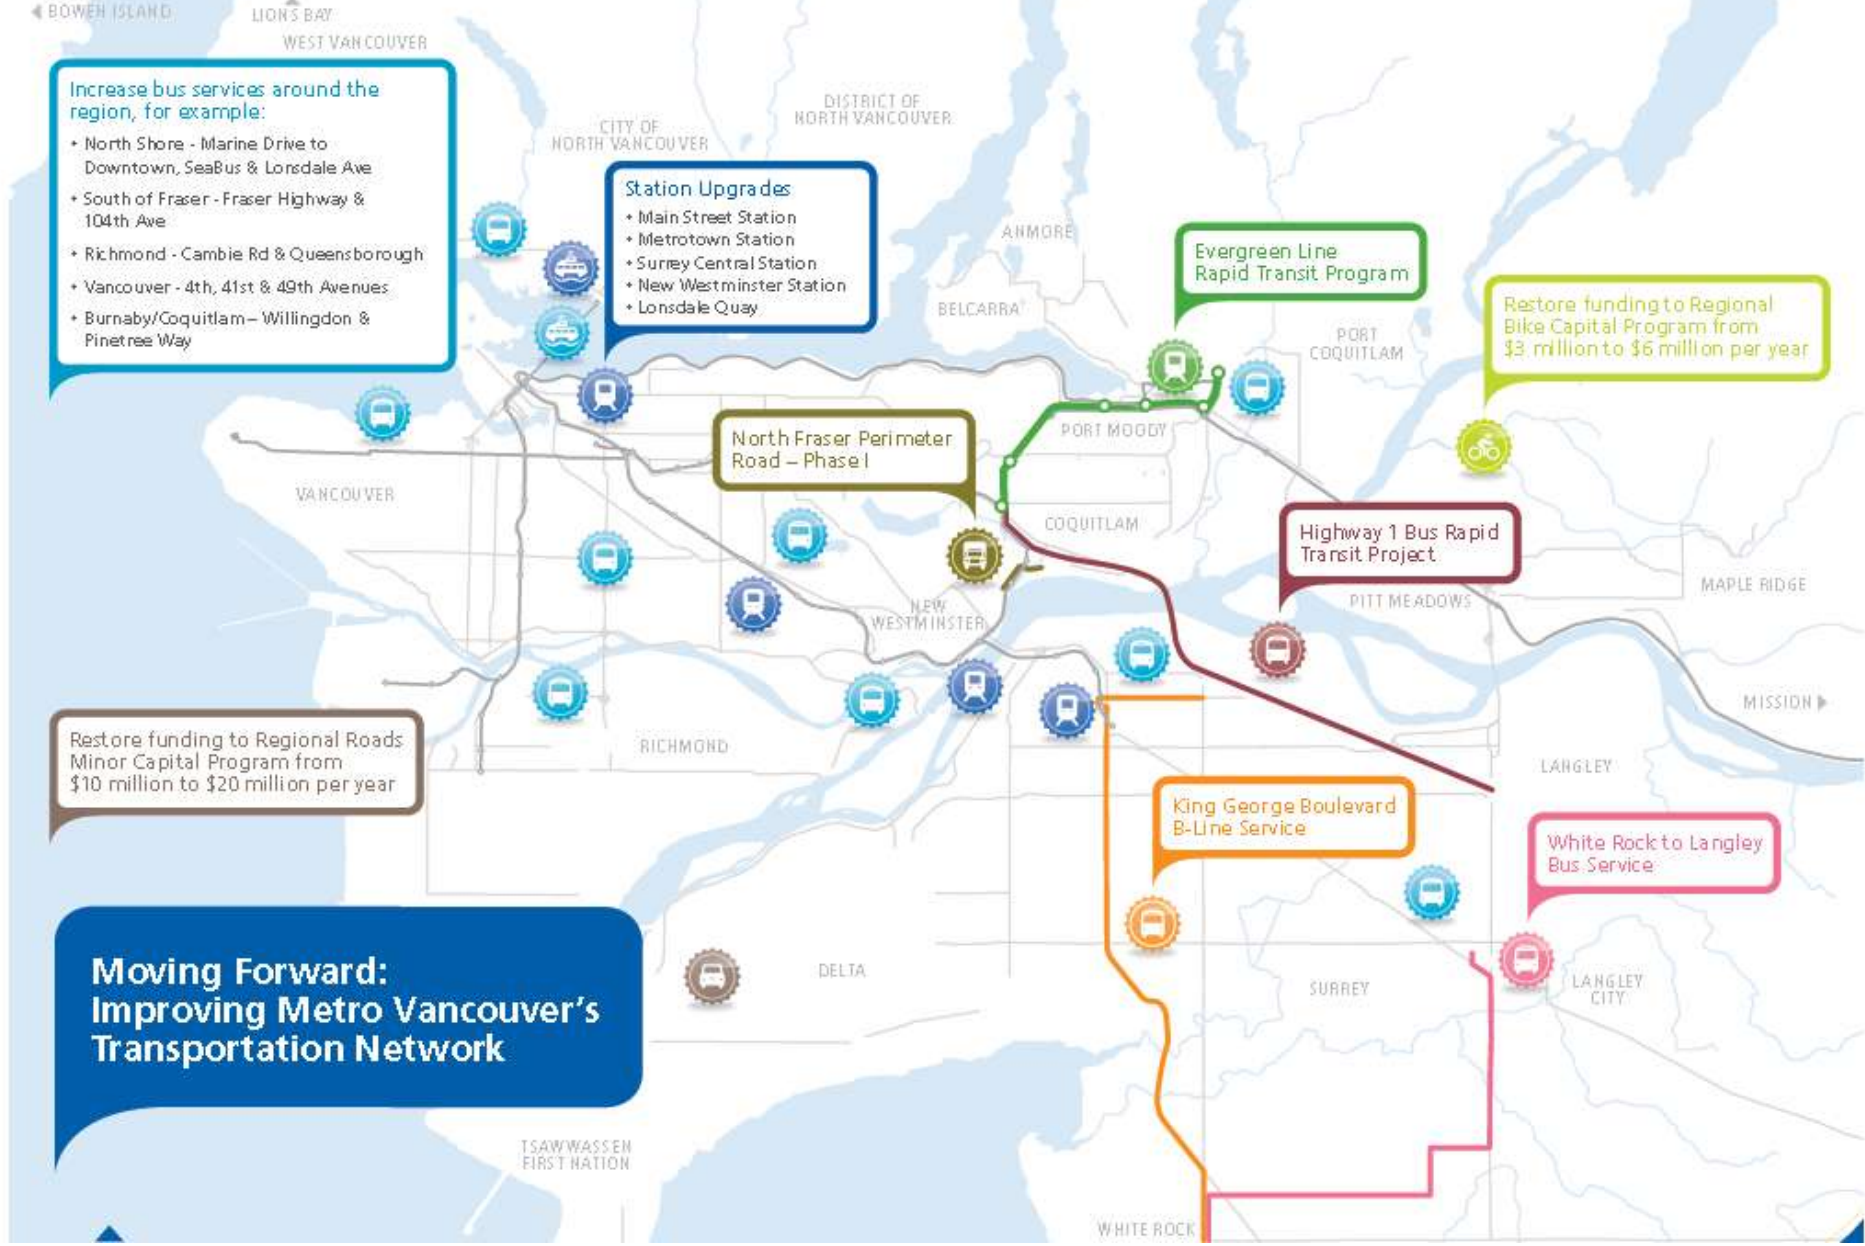 BOWEN ISLAND
LIONS BAY
WEST VANCOUVER
Increase bus services around the
region, for example:
• North Shore - Marine Drive to
Downtown, SeaBus & Lonsdale Ave
• South of Fraser - Fraser Highway &
104th Ave
• Richmond - Cambie Rd & Queensborough
• Vancouver - 4th, 41st & 49th Avenues
• Burnaby/Coquitlam – Willingdon &
Pinetree Way
CITY OF
NORTH VANCOUVER
DISTRICT OF
NORTH VANCOUVER
Station Upgrades
• Main Street Station
• Metrotown Station
• Surrey Central Station
• New Westminster Station
• Lonsdale Quay
ANMORE
BELCARRA
Evergreen Line
Rapid Transit Program
PORT
COQUITLAM
Restore funding to Regional
Bike Capital Program from
$3 million to $6 million per year
North Fraser Perimeter
Road – Phase I
PORT MOODY
VANCOUVER
COQUITLAM
Highway 1 Bus Rapid
Transit Project
MAPLE RIDGE
PITT MEADOWS
NEW
WESTMINSTER
MISSION
RICHMOND
LANGLEY
Restore funding to Regional Roads
Minor Capital Program from
$10 million to $20 million per year
King George Boulevard
B-Line Service
White Rock to Langley
Bus Service
Moving Forward:
Improving Metro Vancouver's
Transportation Network
DELTA
SURREY
LANGLEY
CITY
TSAWWASSEN
FIRST NATION
WHITE ROCK